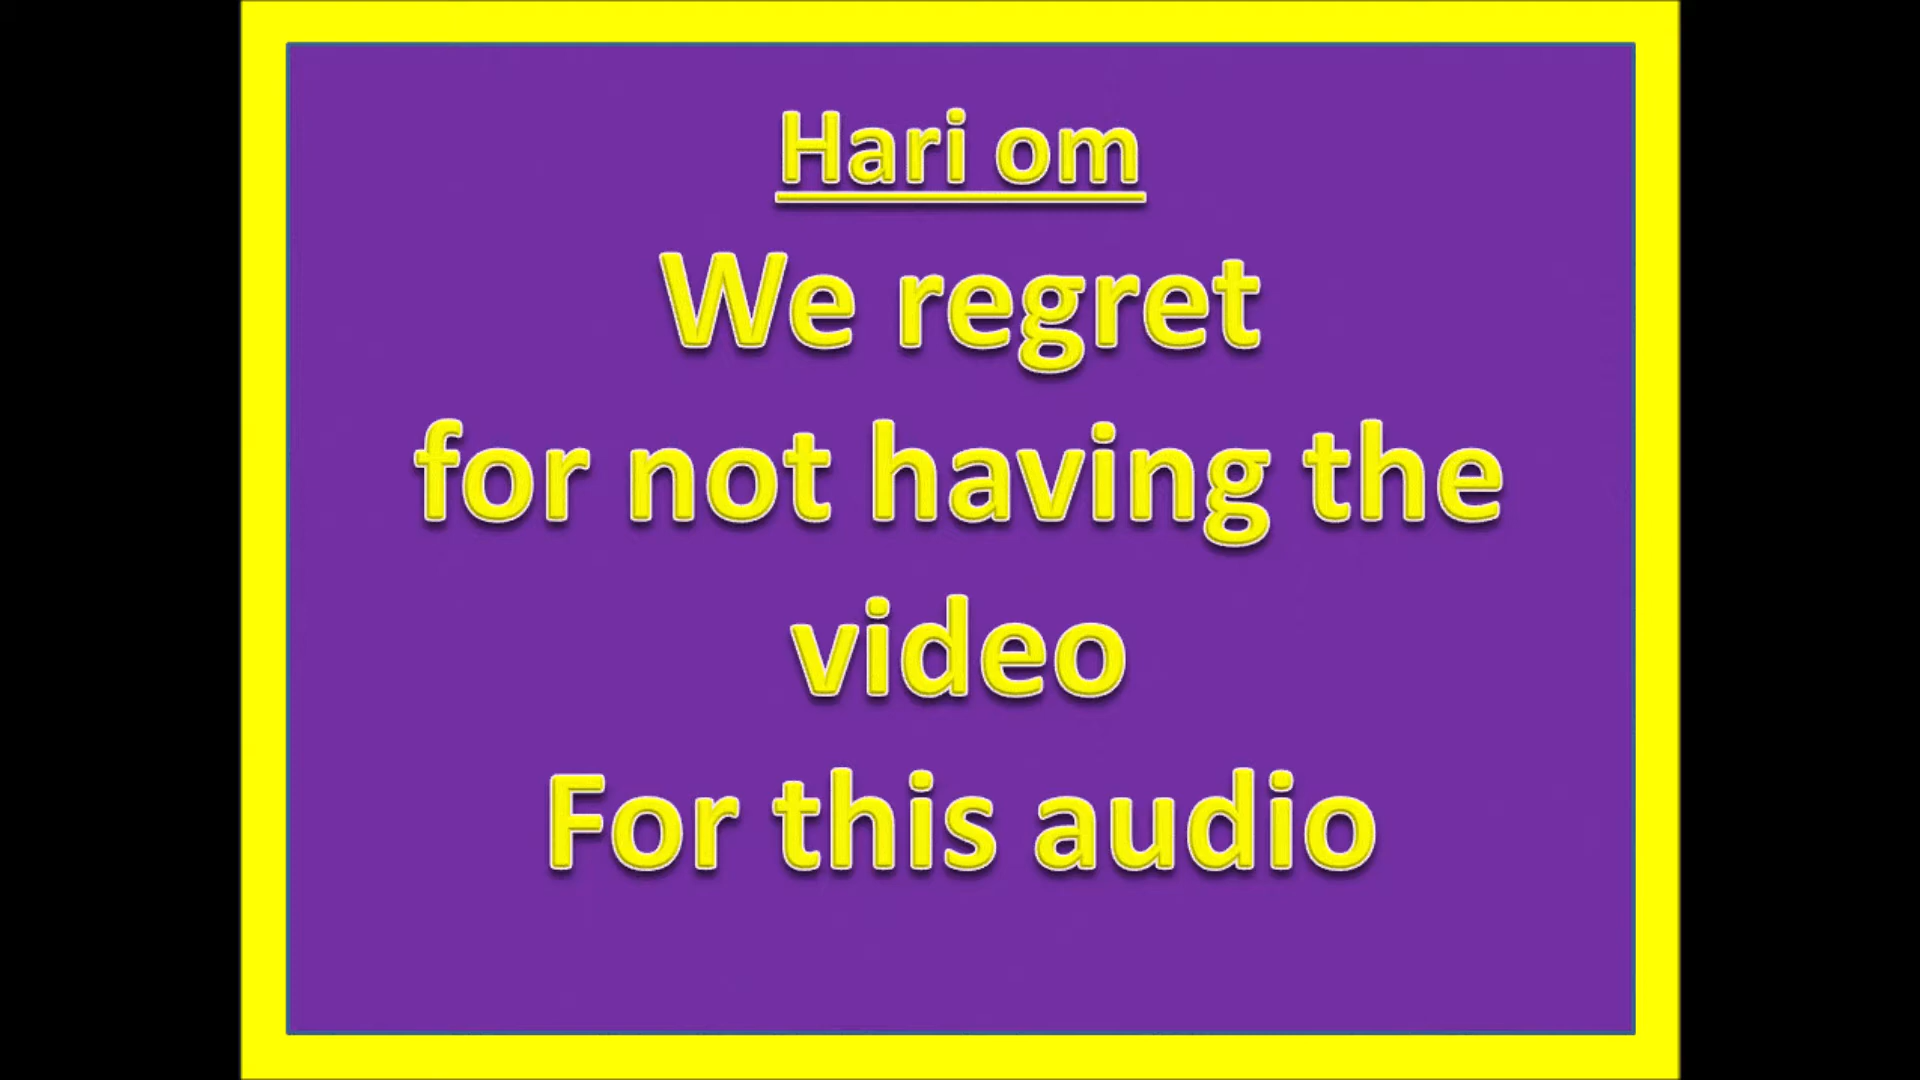 Hari om
We regret
for not having the
video
For this audio